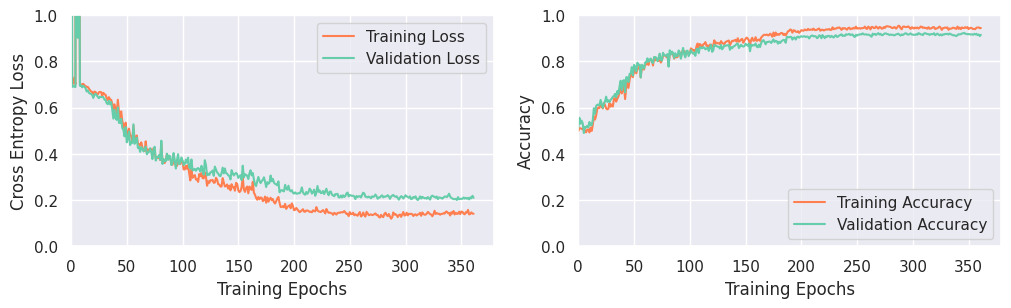 1.0
0.8
0.6
0.4
0.2
0.0
Cross Entropy Loss
Training Loss
Validation Loss
0 50 100 150 200 250 300 350
Training Epochs
1.0
0.8
0.6
0.4
0.2
0.0
Accuracy
Training Accuracy
Validation Accuracy
0 50 100 150 200 250 300 350
Training Epochs